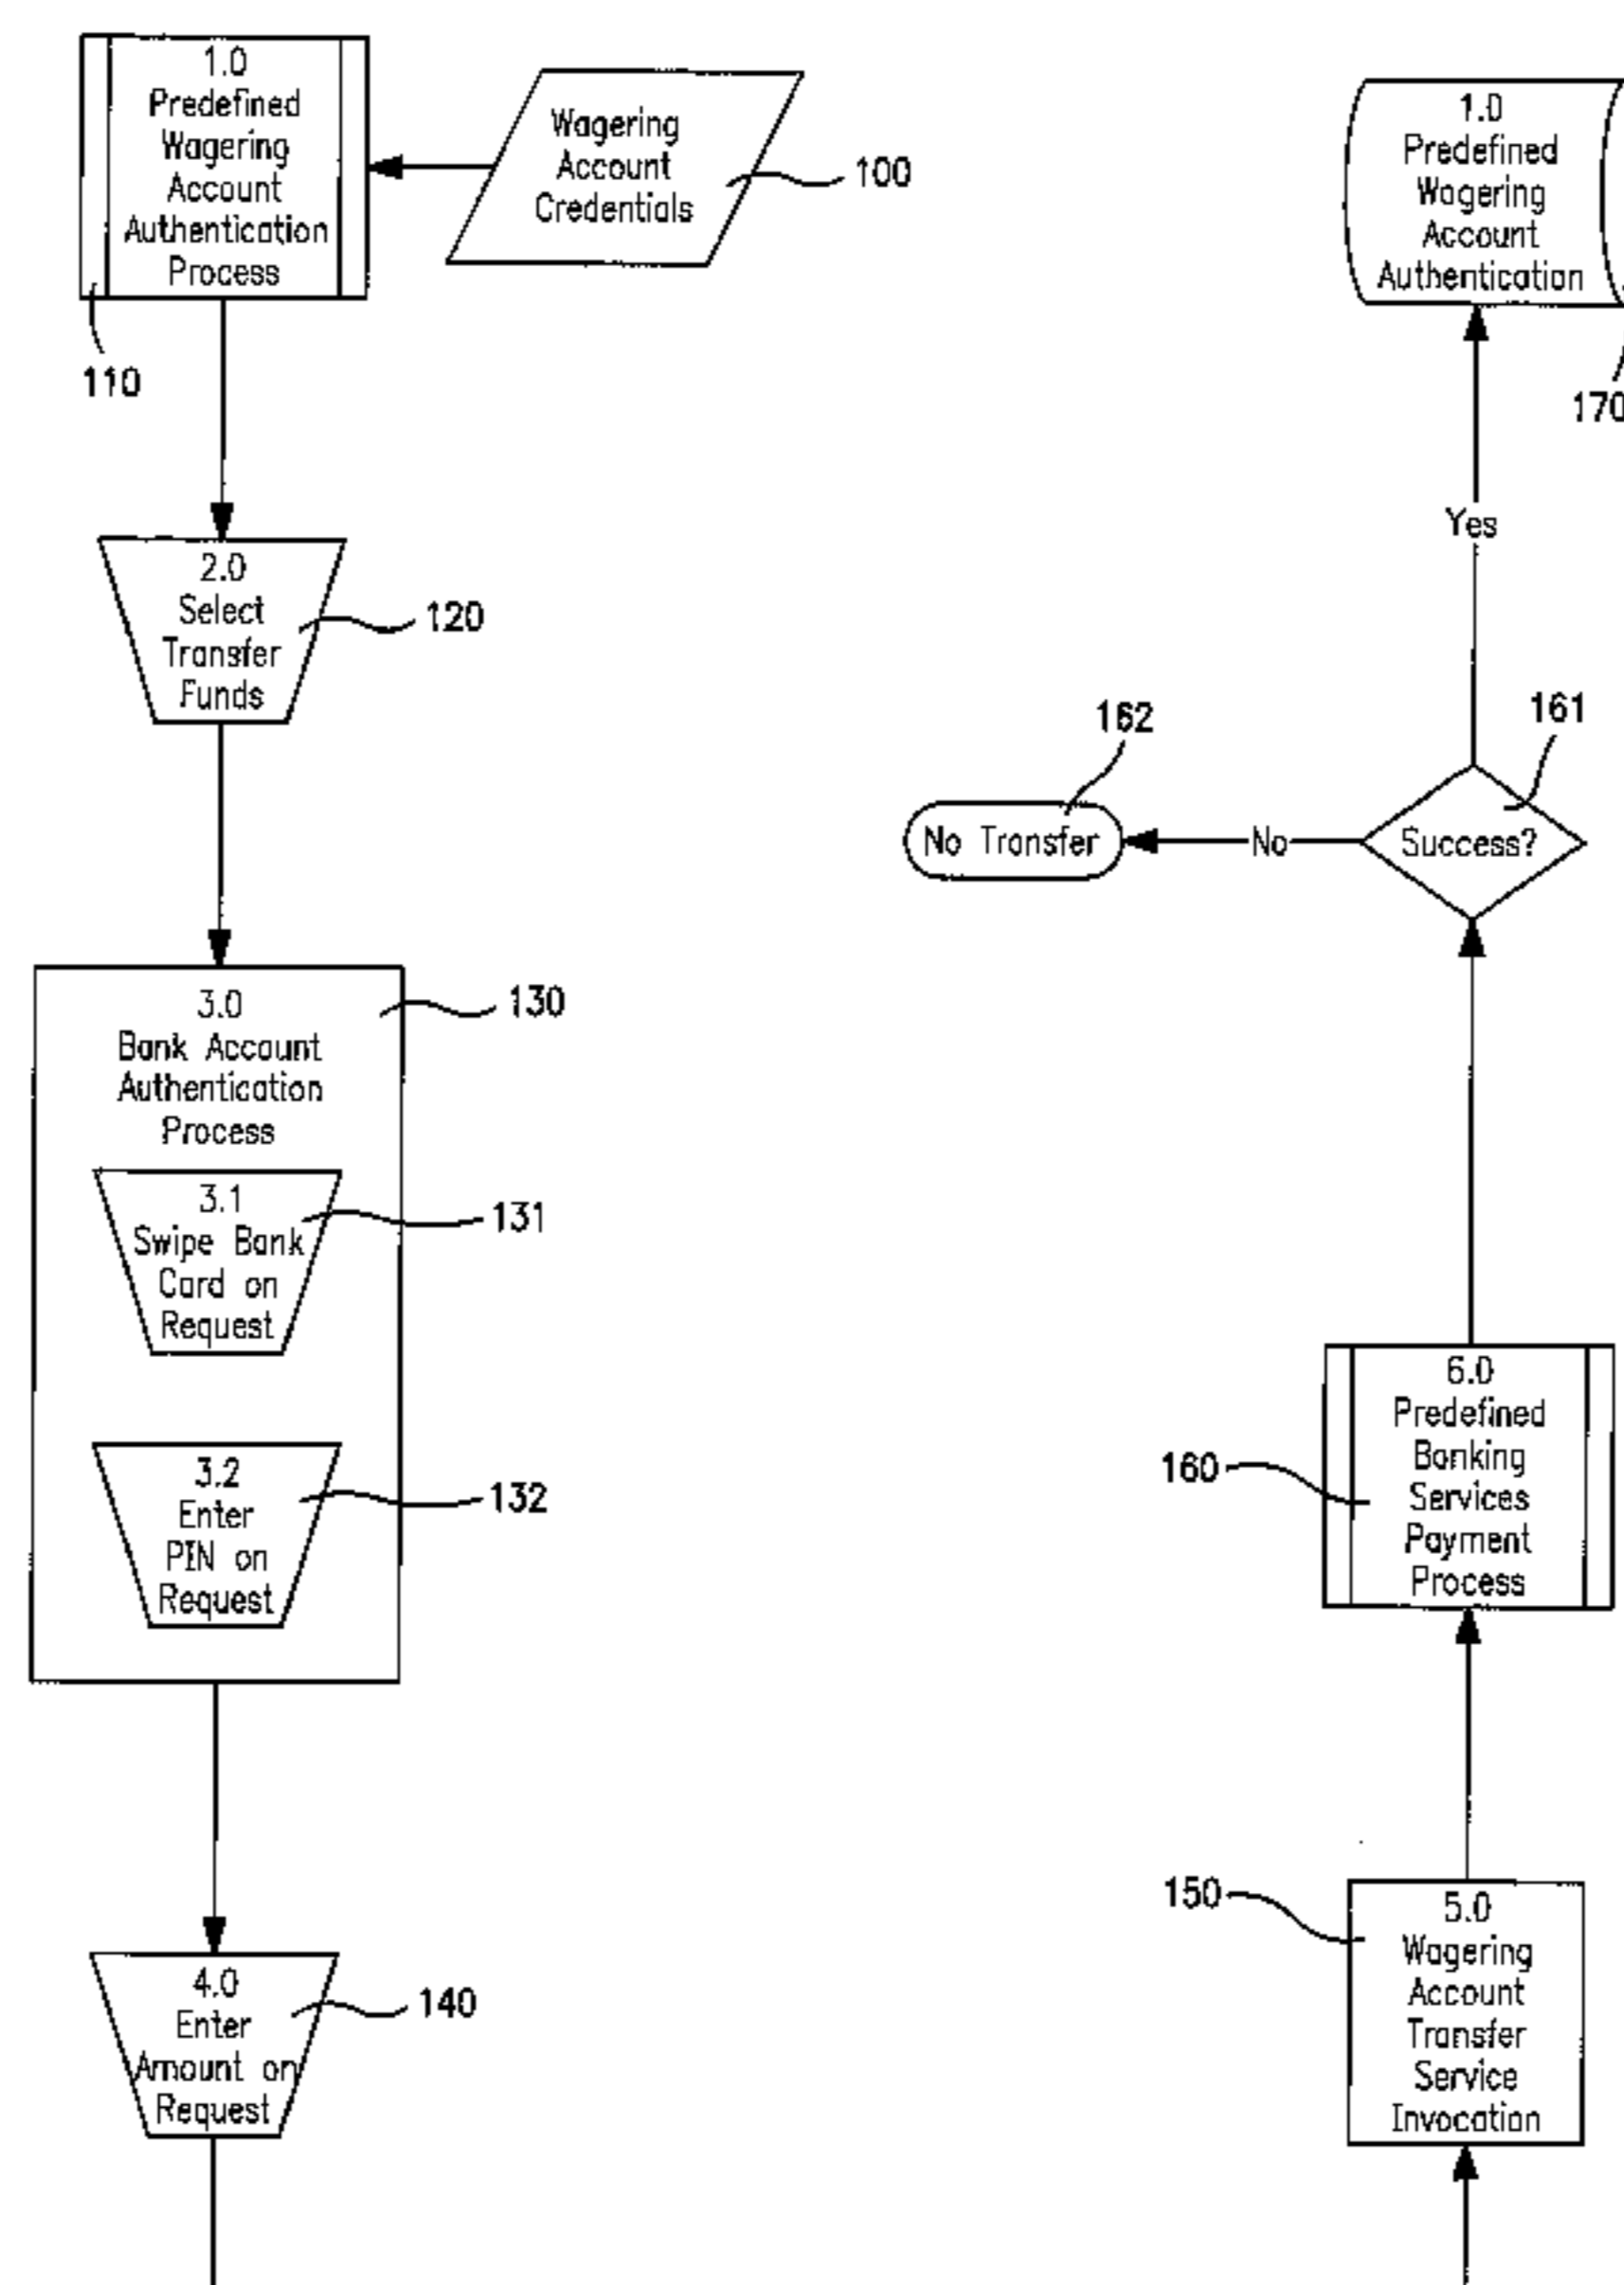 1.0
Predefined
Wagering
Account
Authentication
Process
110
Wagering
Account
Credentials
100
2.0
Select
Transfer
Funds
120
3.0
Bank Account
Authentication
Process
130
3.1
Swipe Bank
Card on
Request
131
3.2
Enter
PIN on
Request
132
4.0
Enter
Amount on
Request
140
1.0
Predefined
Wagering
Account
Authentication
170
Yes
161
Success?
No
162
No Transfer
6.0
Predefined
Banking
Services
Payment
Process
160
5.0
Wagering
Account
Transfer
Service
Invocation
150